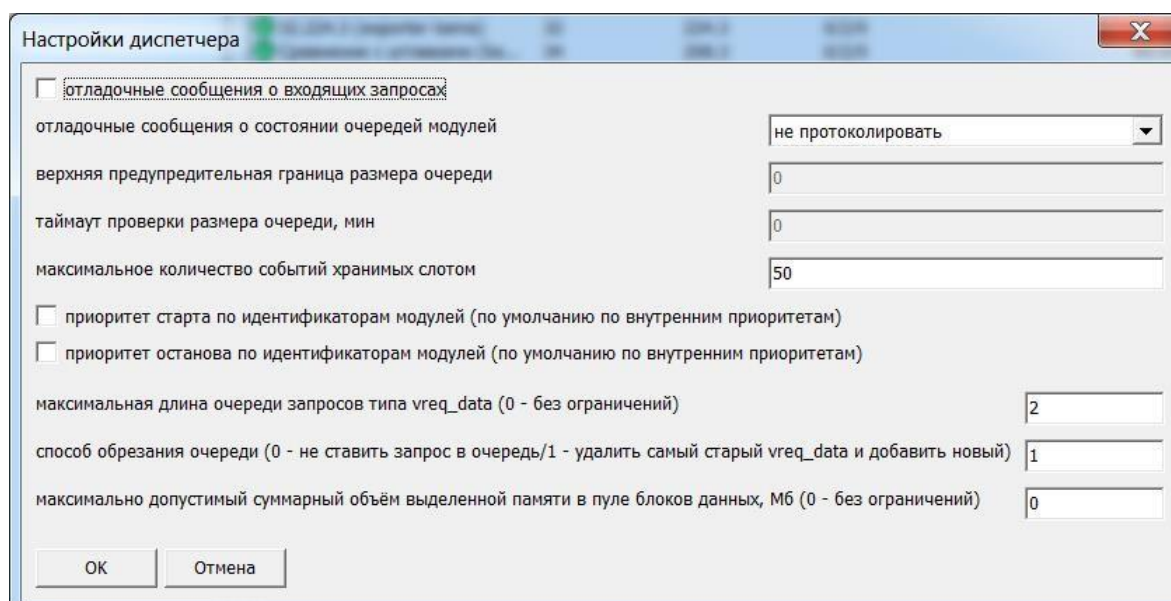 Настройки диспетчера
отладочные сообщения о входящих запросах
отладочные сообщения о состоянии очередей модулей
не протоколировать
верхняя предупредительная граница размера очереди
0
таймаут проверки размера очереди, мин
0
максимальное количество событий хранимых слотом
50
приоритет старта по идентификаторам модулей (по умолчанию по внутренним приоритетам)
приоритет останова по идентификаторам модулей (по умолчанию по внутренним приоритетам)
максимальная длина очереди запросов типа vreq_data (0 - без ограничений)
2
способ обрезания очереди (0 - не ставить запрос в очередь/1 - удалить самый старый vreq_data и добавить новый)
1
максимально допустимый суммарный объём выделенной памяти в пуле блоков данных, Мб (0 - без ограничений)
0
OK
Отмена